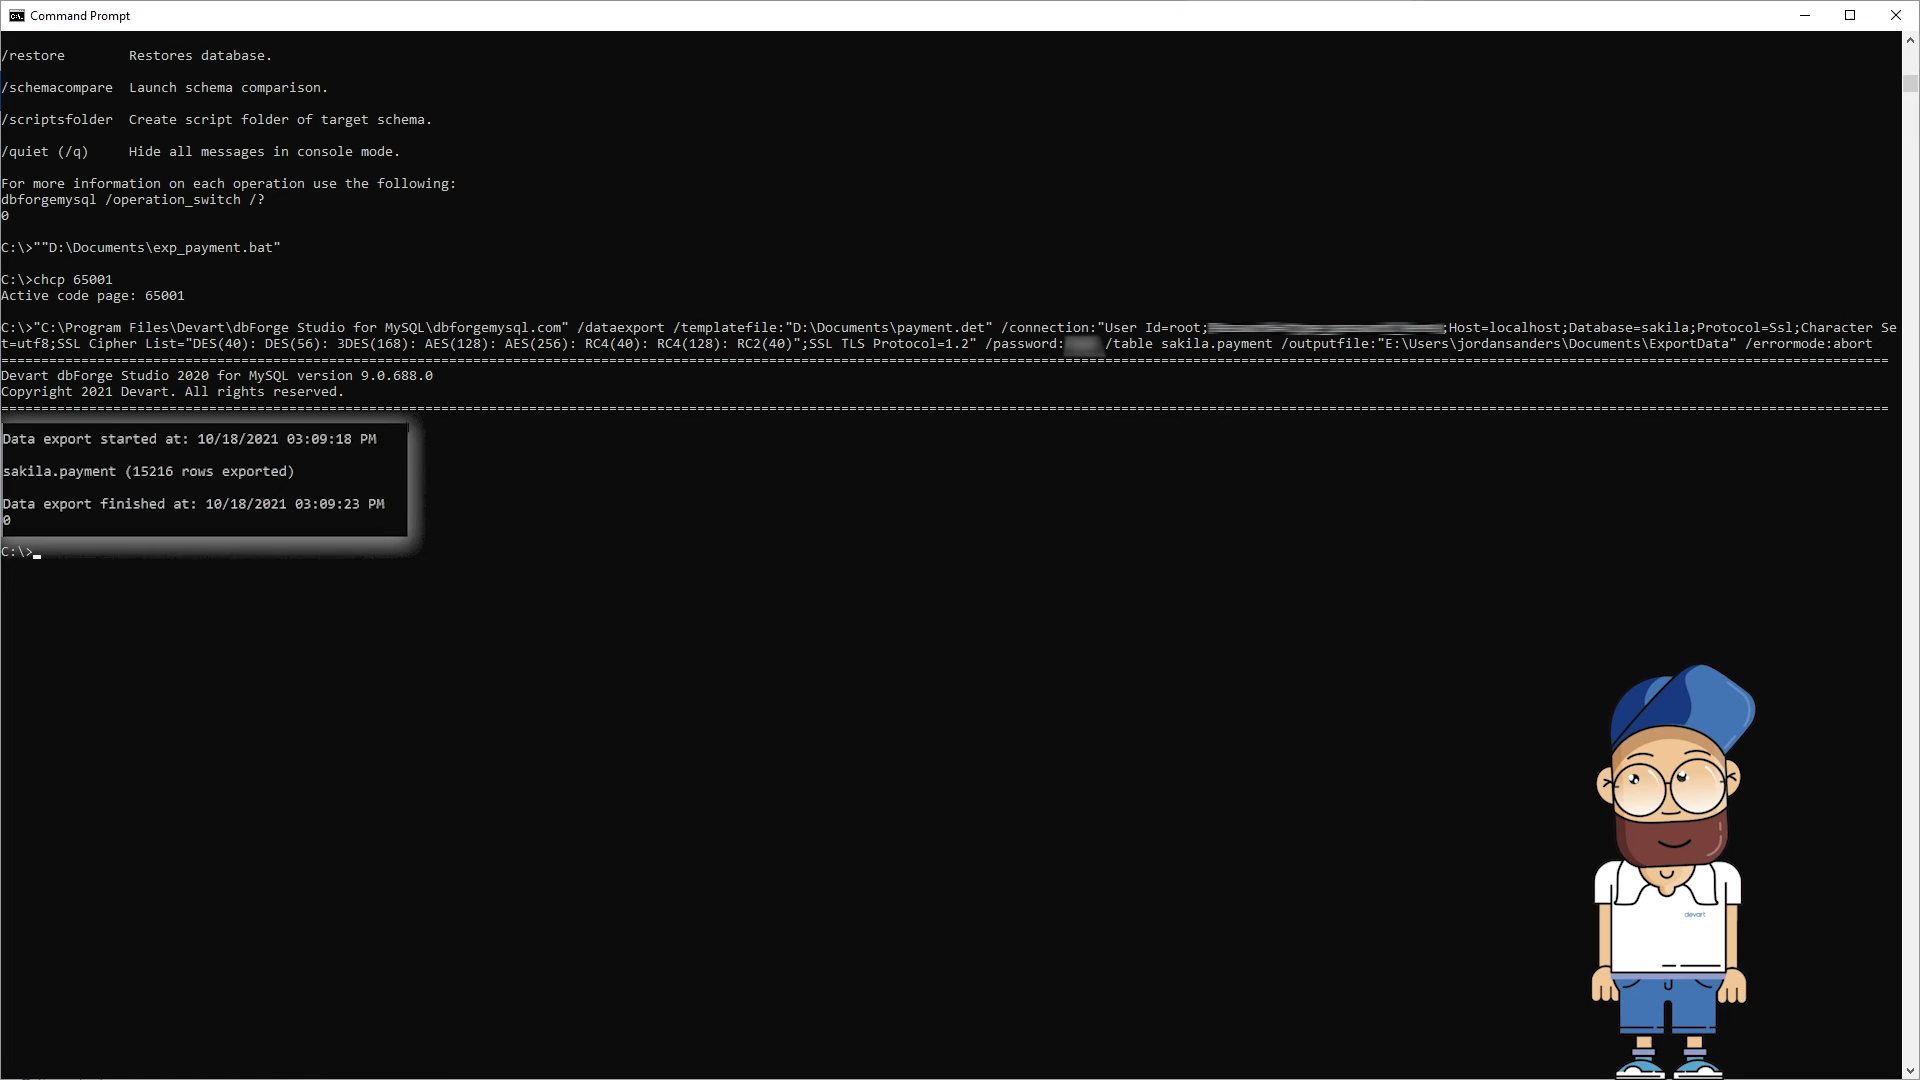 Command Prompt
/restore        Restores database.
/schemacompare  Launch schema comparison.
/scriptsfolder  Create script folder of target schema.
/quiet (/q)     Hide all messages in console mode.
For more information on each operation use the following:
dbforgemysql /operation_switch /?
0
C:\>""D:\Documents\exp_payment.bat"
C:\>chcp 65001
Active code page: 65001
C:\>"C:\Program Files\Devart\dbForge Studio for MySQL\dbforgemysql.com" /dataexport /templatefile:"D:\Documents\payment.det" /connection:"User Id=root; ;Host=localhost;Database=sakila;Protocol=Ssl;Character Se
t=utf8;SSL Cipher List="DES(40): DES(56): 3DES(168): AES(128): AES(256): RC4(40): RC4(128): RC2(40)";SSL TLS Protocol=1.2" /password: /table sakila.payment /outputfile:"E:\Users\jordansanders\Documents\ExportData" /errormode:abort
Devart dbForge Studio 2020 for MySQL version 9.0.688.0
Copyright 2021 Devart. All rights reserved.
Data export started at: 10/18/2021 03:09:18 PM
sakila.payment (15216 rows exported)
Data export finished at: 10/18/2021 03:09:23 PM
0
C:\>
devart